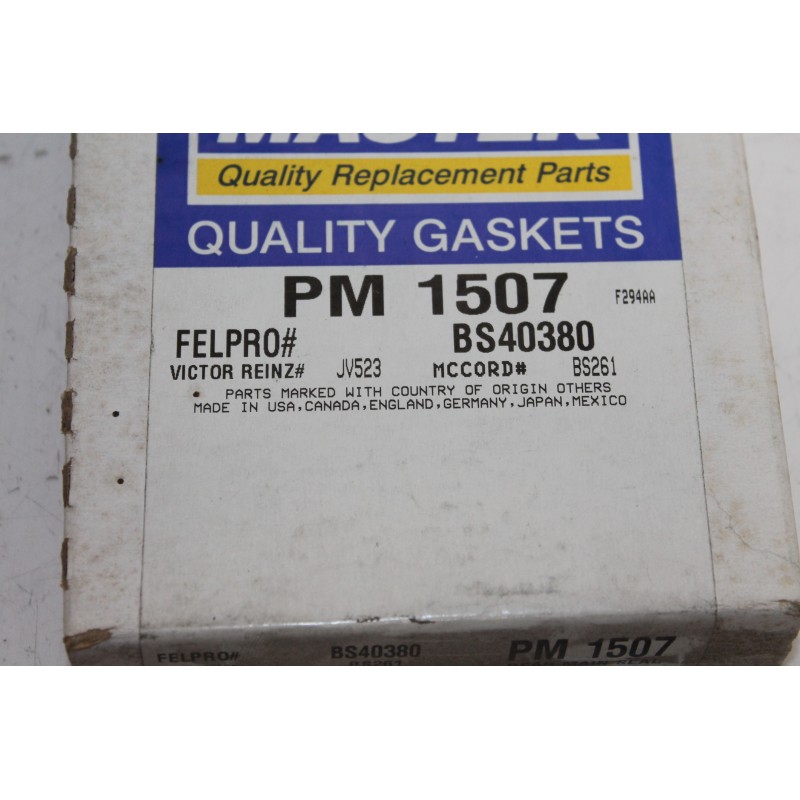 Quality Replacement Parts
QUALITY GASKETS
PM 1507 F294AA
FELPRO# BS40380
VICTOR REINZ# JV523 MCCORD# BS261
PARTS MARKED WITH COUNTRY OF ORIGIN OTHERS
MADE IN USA,CANADA,ENGLAND,GERMANY,JAPAN,MEXICO
FELPRO# BS40380 PM 1507
BS261